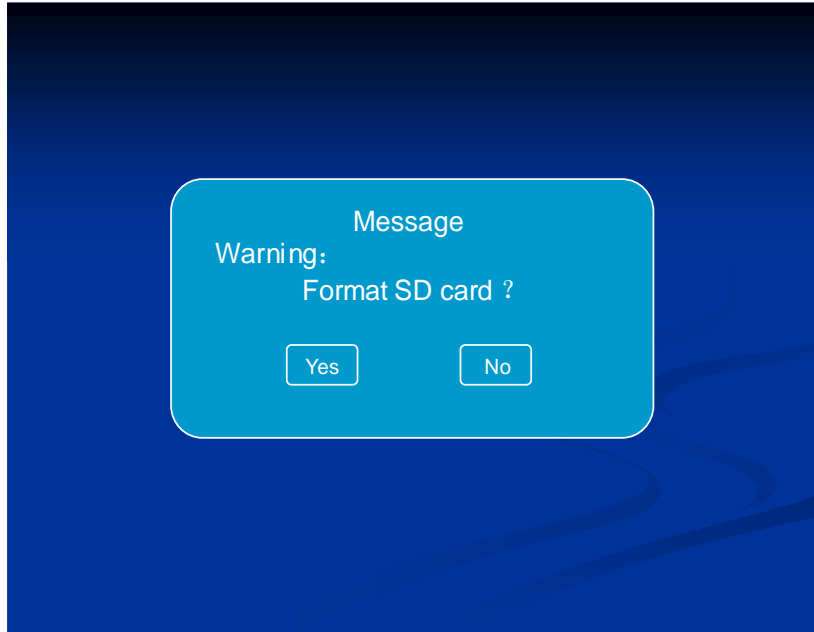 Message
Warning：
Format SD card ？
Yes
No